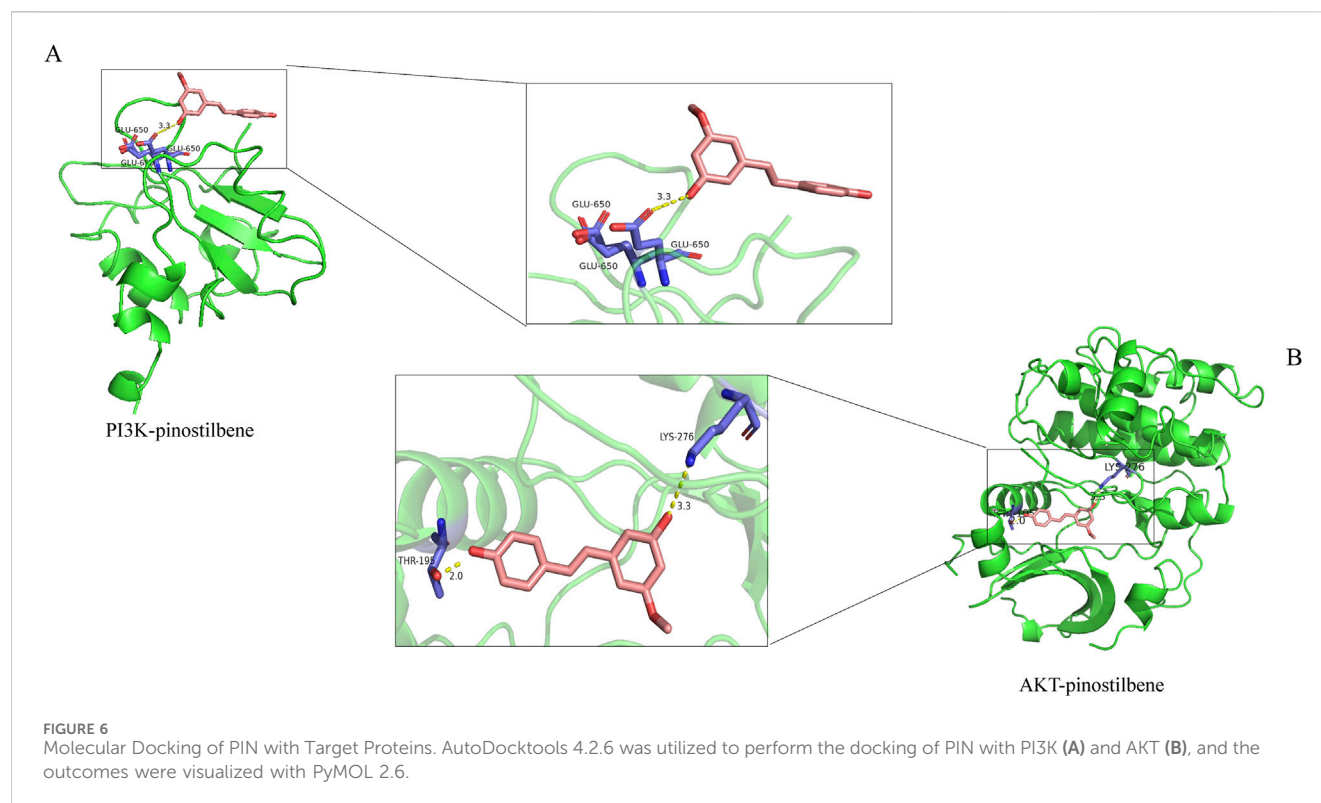 A
GLU-650
3.3
GLU-650
3.3
GLU-650
GLU-650
GLU-650
PI3K-pinostilbene
B
LYS-276
3.3
THR-195
2.0
LYS-276
2.0
AKT-pinostilbene
FIGURE 6
Molecular Docking of PIN with Target Proteins. AutoDocktools 4.2.6 was utilized to perform the docking of PIN with PI3K (A) and AKT (B), and the
outcomes were visualized with PyMOL 2.6.